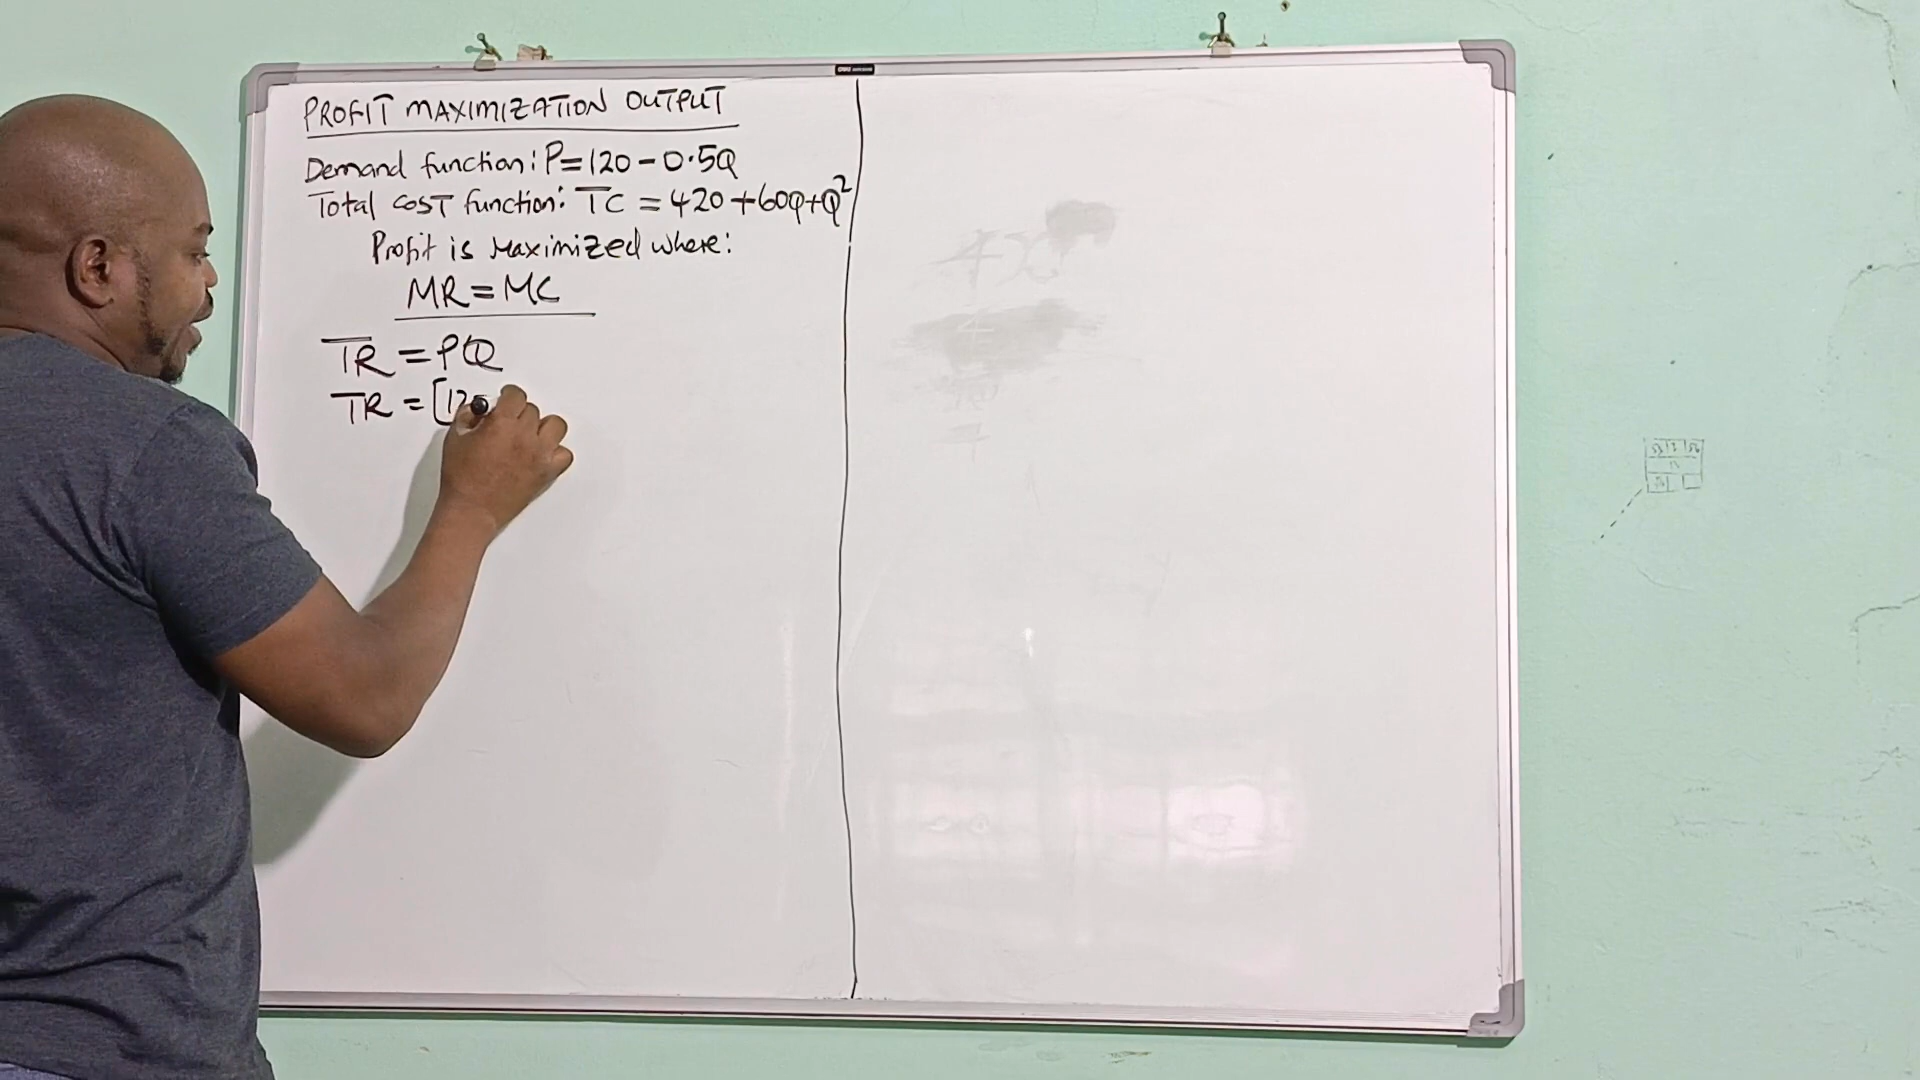 PROFIT MAXIMIZATION OUTPUT
Demand function: P=120-0.5Q
Total cost function: TC = 420+60Q+Q²
Profit is maximized where:
MR=MC
TR = PQ
TR = [120